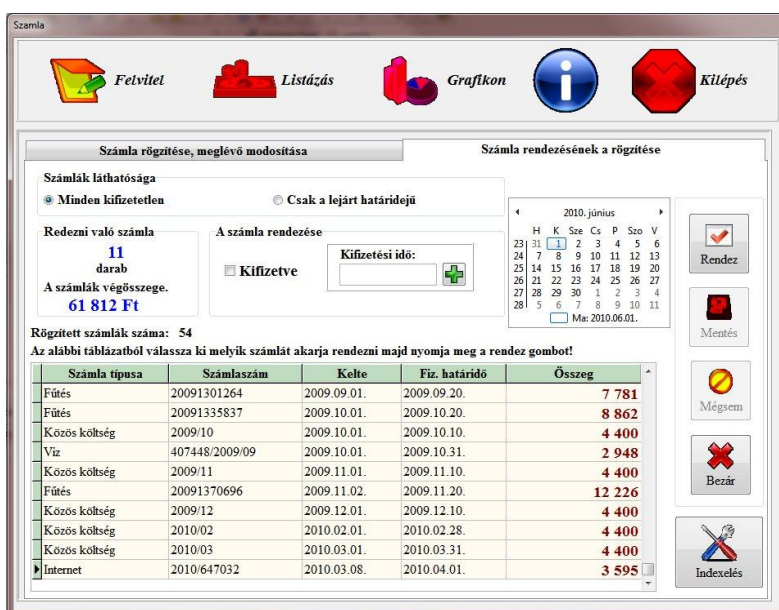 Szamla
Felvitel Listázás Grafikon Kilépés
Számla rögzítése, meglévő modosítása Számla rendezésének a rögzítése
Számlák láthatósága
Minden kifizetetlen Csak a lejárt határidejű
Redezni való számla
11
darab
A számlák végösszege.
61 812 Ft
A számla rendezése
Kifizetve
Kifizetési idő:
2010. június
H K Sze Cs P Szo V
23 31 1 2 3 4 5 6
24 7 8 9 10 11 12 13
25 14 15 16 17 18 19 20
26 21 22 23 24 25 26 27
27 28 29 30 1 2 3 4
28 5 6 7 8 9 10 11
Ma: 2010.06.01.
Rendez
Mentés
Mégsem
Bezár
Indexelés
Rögzített számlák száma: 54
Az alábbi táblázatból válassza ki melyik számlát akarja rendezni majd nyomja meg a rendez gombot!
Számla típusa Számlaszám Kelte Fiz. határidő Összeg
Fűtés 20091301264 2009.09.01. 2009.09.20. 7 781
Fűtés 20091335837 2009.10.01. 2009.10.20. 8 862
Közös költség 2009/10 2009.10.01. 2009.10.10. 4 400
Viz 407448/2009/09 2009.10.01. 2009.10.31. 2 948
Közös költség 2009/11 2009.11.01. 2009.11.10. 4 400
Fűtés 20091370696 2009.11.02. 2009.11.20. 12 226
Közös költség 2009/12 2009.12.01. 2009.12.10. 4 400
Közös költség 2010/02 2010.02.01. 2010.02.28. 4 400
Közös költség 2010/03 2010.03.01. 2010.03.31. 4 400
Internet 2010/647032 2010.03.08. 2010.04.01. 3 595